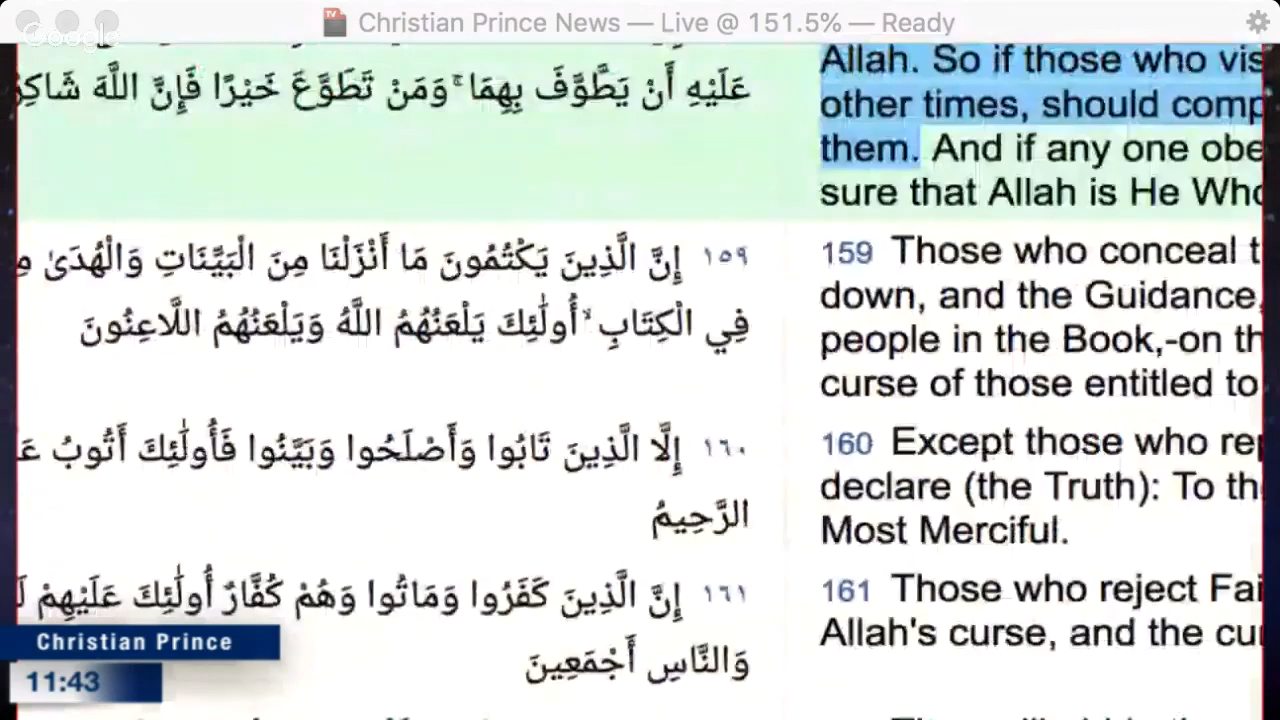 Christian Prince News — Live @ 151.5% — Ready
Google
عَلَيْهِ أَنْ يَطَّوَّفَ بِهِمَا ۚ وَمَنْ تَطَوَّعَ خَيْرًا فَإِنَّ اللَّهَ شَاكِرٌ
١٥٩ إِنَّ الَّذِينَ يَكْتُمُونَ مَا أَنْزَلْنَا مِنَ الْبَيِّنَاتِ وَالْهُدَىٰ
فِي الْكِتَابِ ۙ أُولَٰئِكَ يَلْعَنُهُمُ اللَّهُ وَيَلْعَنُهُمُ اللَّاعِنُونَ
١٦٠ إِلَّا الَّذِينَ تَابُوا وَأَصْلَحُوا وَبَيَّنُوا فَأُولَٰئِكَ أَتُوبُ عَ
الرَّحِيمُ
١٦١ إِنَّ الَّذِينَ كَفَرُوا وَمَاتُوا وَهُمْ كُفَّارٌ أُولَٰئِكَ عَلَيْهِمْ لَ
وَالنَّاسِ أَجْمَعِينَ
Allah. So if those who vis
other times, should comp
them. And if any one obe
sure that Allah is He Who
159 Those who conceal t
down, and the Guidance,
people in the Book,-on th
curse of those entitled to
160 Except those who rep
declare (the Truth): To th
Most Merciful.
161 Those who reject Fai
Allah's curse, and the cur
Christian Prince
11:43